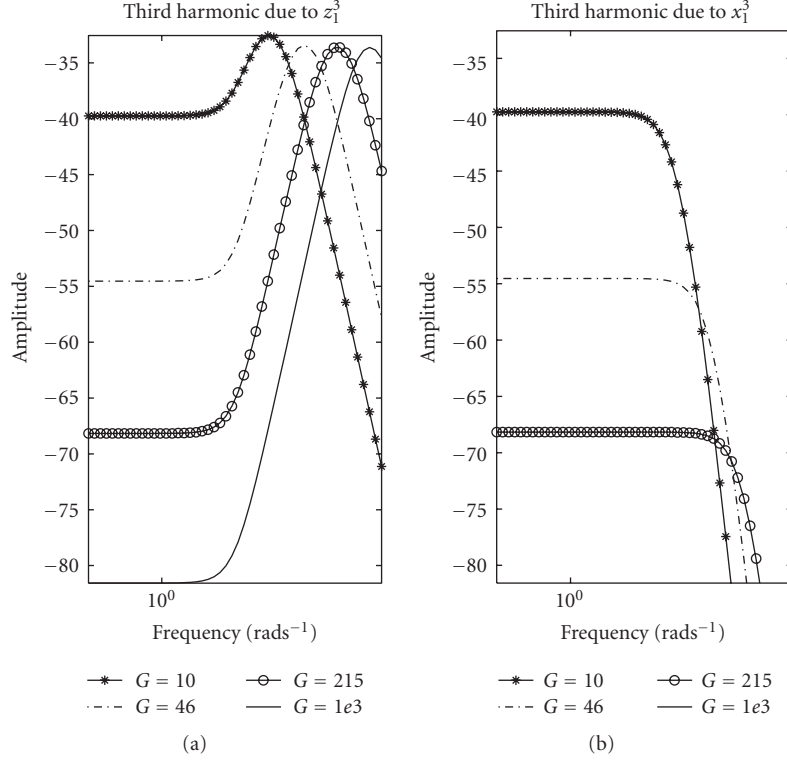 Third harmonic due to z₁³
−35
−40
−45
−50
−55
−60
−65
−70
−75
−80
Amplitude
10⁰
Frequency (rads⁻¹)
G = 10
G = 215
G = 46
G = 1e3
(a)
Third harmonic due to x₁³
−35
−40
−45
−50
−55
−60
−65
−70
−75
−80
Amplitude
10⁰
Frequency (rads⁻¹)
G = 10
G = 215
G = 46
G = 1e3
(b)